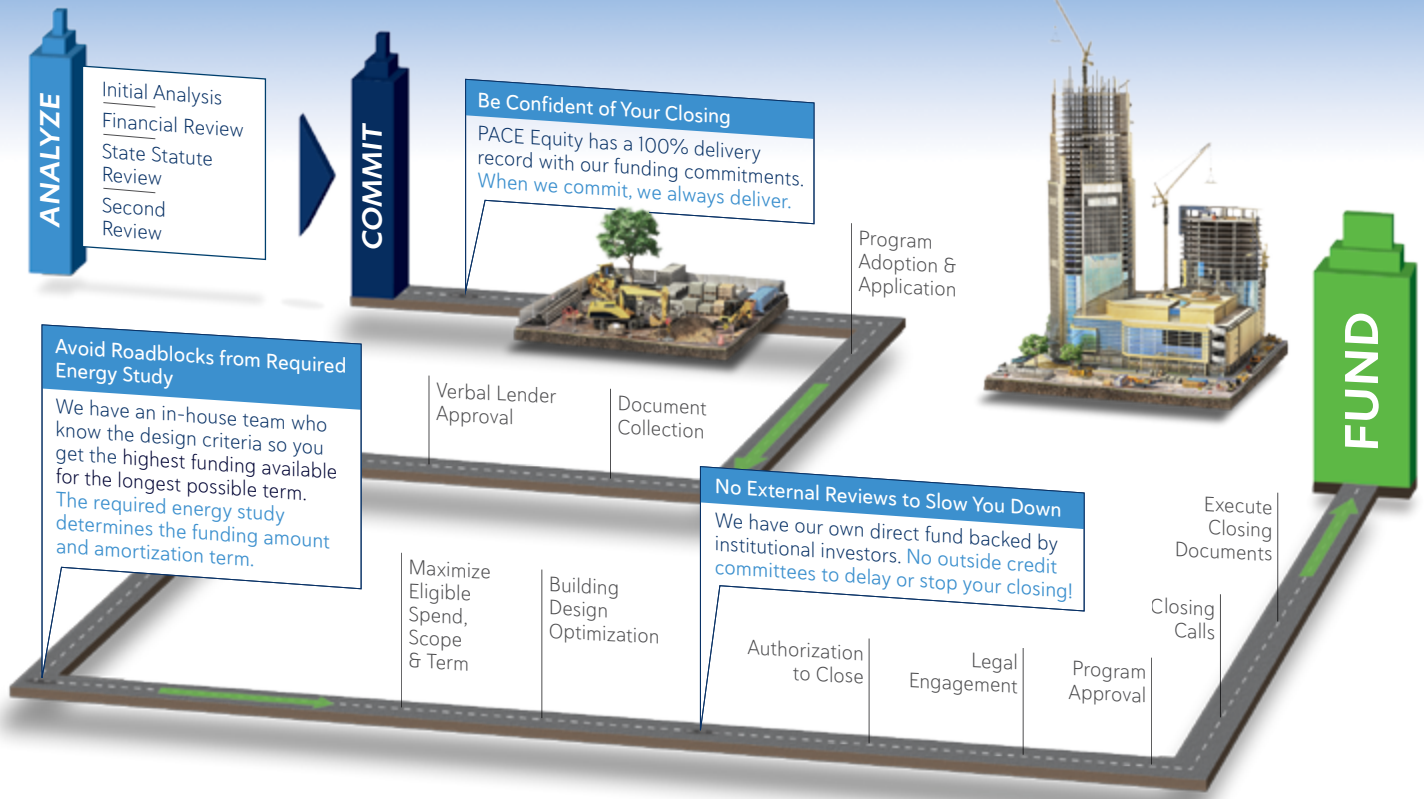 ANALYZE
Initial Analysis
Financial Review
State Statute
Review
Second
Review
COMMIT
Be Confident of Your Closing
PACE Equity has a 100% delivery
record with our funding commitments.
When we commit, we always deliver.
Program
Adoption &
Application
FUND
Avoid Roadblocks from Required
Energy Study
We have an in-house team who
know the design criteria so you
get the highest funding available
for the longest possible term.
The required energy study
determines the funding amount
and amortization term.
Verbal Lender
Approval
Document
Collection
No External Reviews to Slow You Down
We have our own direct fund backed by
institutional investors. No outside credit
committees to delay or stop your closing!
Maximize
Eligible
Spend,
Scope
& Term
Building
Design
Optimization
Authorization
to Close
Legal
Engagement
Program
Approval
Closing
Calls
Execute
Closing
Documents